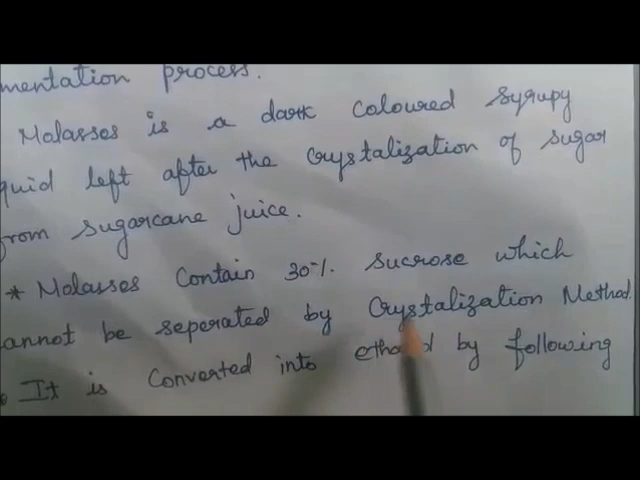 mentation process.
Molasses is a dark coloured syrupy
quid left after the crystalization of sugar
from sugarcane juice.
* Molasses contain 30% sucrose which
annot be seperated by Crystalization Method.
It is converted into by following